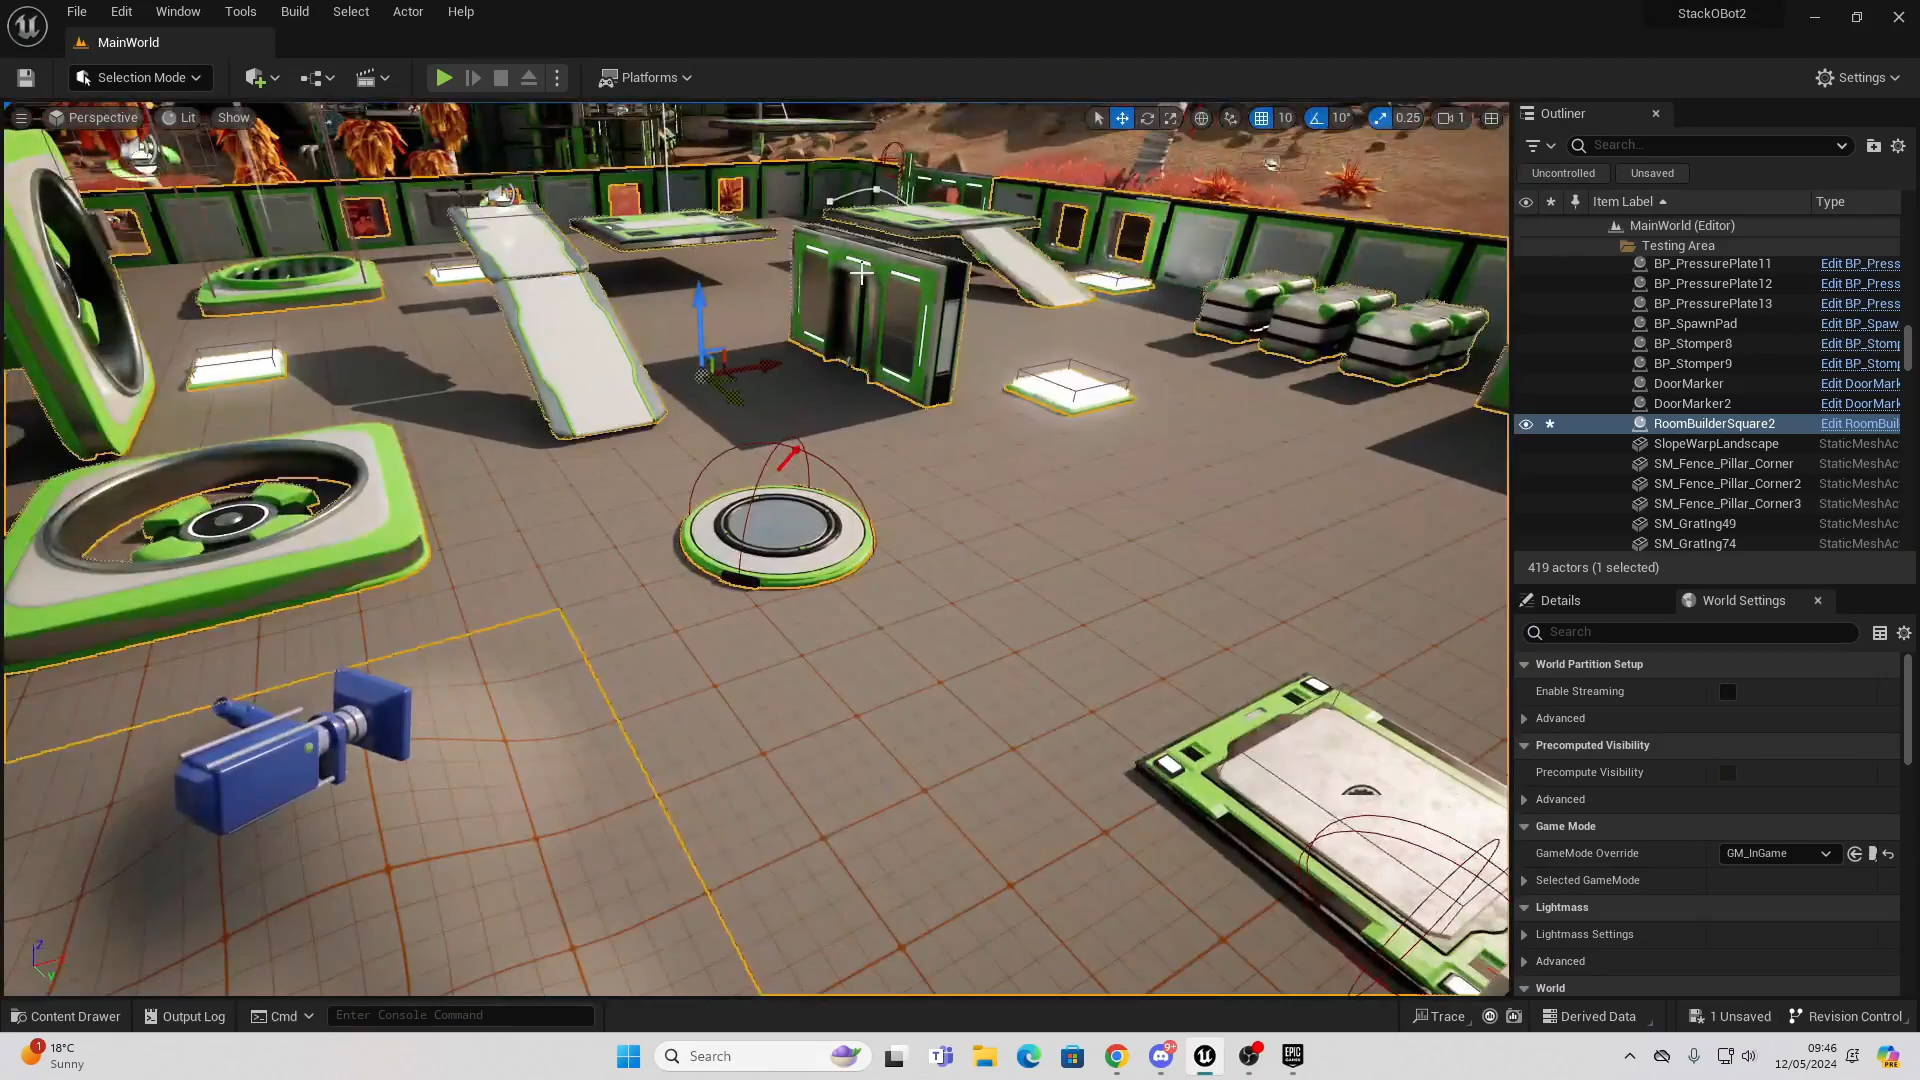 File Edit Window Tools Build Select Actor Help
StackOBot2
MainWorld
Selection Mode
Platforms
Settings
Perspective Lit Show
10 10° 0.25 1
Outliner
Search...
Uncontrolled Unsaved
Item Label Type
MainWorld (Editor)
Testing Area
BP_PressurePlate11 Edit BP_Press
BP_PressurePlate12 Edit BP_Press
BP_PressurePlate13 Edit BP_Press
BP_SpawnPad Edit BP_Spaw
BP_Stomper8 Edit BP_Stomp
BP_Stomper9 Edit BP_Stomp
DoorMarker Edit DoorMark
DoorMarker2 Edit DoorMark
RoomBuilderSquare2 Edit RoomBuil
SlopeWarpLandscape StaticMeshAc
SM_Fence_Pillar_Corner StaticMeshAc
SM_Fence_Pillar_Corner2 StaticMeshAc
SM_Fence_Pillar_Corner3 StaticMeshAc
SM_GratIng49 StaticMeshAc
SM_GratIng74 StaticMeshAc
419 actors (1 selected)
Details World Settings
Search
World Partition Setup
Enable Streaming
Advanced
Precomputed Visibility
Precompute Visibility
Advanced
Game Mode
GameMode Override GM_InGame
Selected GameMode
Lightmass
Lightmass Settings
Advanced
World
Z
Y
Content Drawer Output Log Cmd Enter Console Command
Trace Derived Data 1 Unsaved Revision Control
1 18°C
Sunny
Search
9+
EPIC GAMES
09:46
12/05/2024
PRE